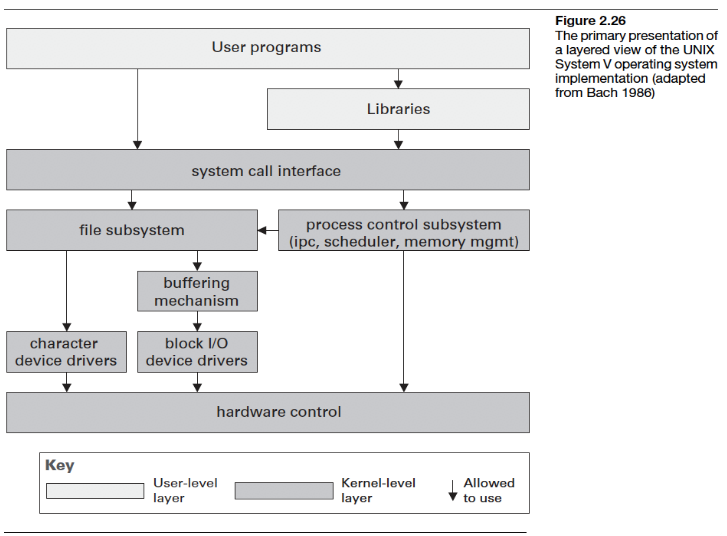 Figure 2.26
The primary presentation of
a layered view of the UNIX
System V operating system
implementation (adapted
from Bach 1986)
User programs
Libraries
system call interface
file subsystem
process control subsystem
(ipc, scheduler, memory mgmt)
buffering
mechanism
character
device drivers
block I/O
device drivers
hardware control
Key
User-level
layer
Kernel-level
layer
Allowed
to use